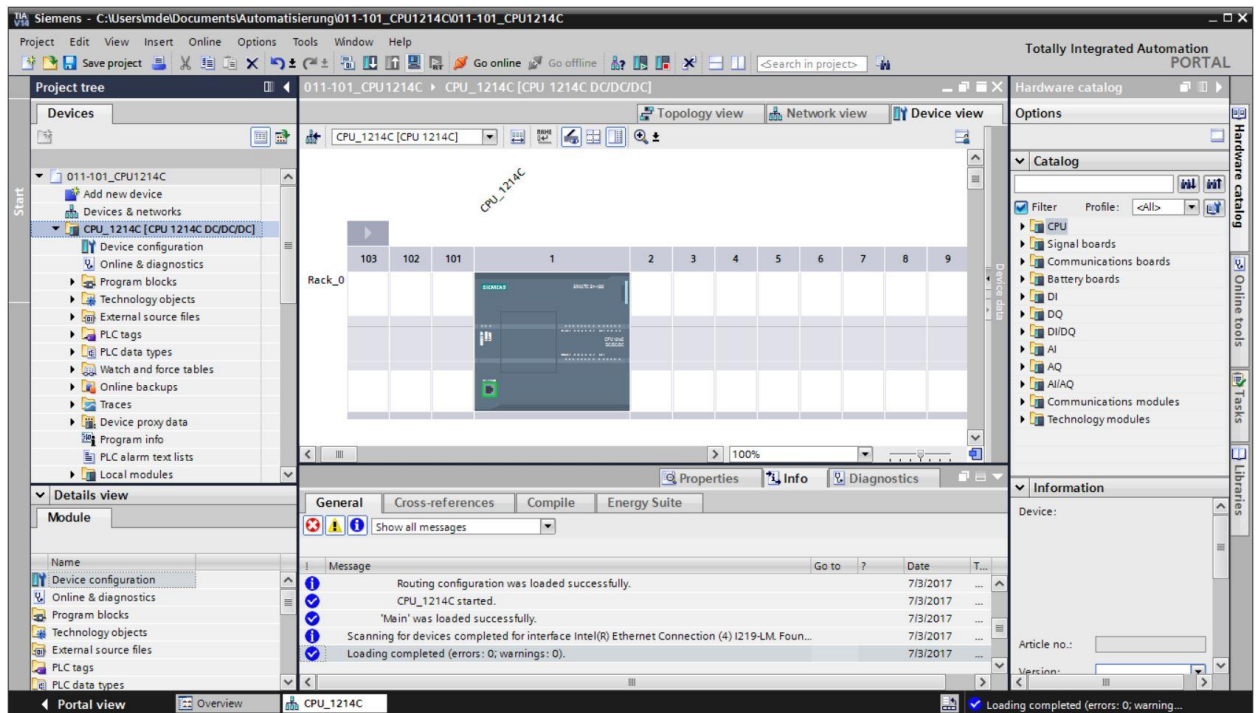 TIA V14 Siemens - C:\Users\mde\Documents\Automatisierung\011-101_CPU1214C\011-101_CPU1214C
Project Edit View Insert Online Options Tools Window Help
Totally Integrated Automation
PORTAL
Save project Go online Go offline <Search in project>
Start
Project tree
Devices
011-101_CPU1214C
Add new device
Devices & networks
CPU_1214C [CPU 1214C DC/DC/DC]
Device configuration
Online & diagnostics
Program blocks
Technology objects
External source files
PLC tags
PLC data types
Watch and force tables
Online backups
Traces
Device proxy data
Program info
PLC alarm text lists
Local modules
Details view
Module
Name
Device configuration
Online & diagnostics
Program blocks
Technology objects
External source files
PLC tags
PLC data types
011-101_CPU1214C CPU_1214C [CPU 1214C DC/DC/DC]
Topology view Network view Device view
CPU_1214C [CPU 1214C]
CPU_1214C
103 102 101 1 2 3 4 5 6 7 8 9
Rack_0
SIEMENS
Device data
100%
Properties Info Diagnostics
General Cross-references Compile Energy Suite
Show all messages
! Message Go to ? Date T...
Routing configuration was loaded successfully. 7/3/2017 ...
CPU_1214C started. 7/3/2017 ...
'Main' was loaded successfully. 7/3/2017 ...
Scanning for devices completed for interface Intel(R) Ethernet Connection (4) I219-LM. Foun... 7/3/2017 ...
Loading completed (errors: 0; warnings: 0). 7/3/2017 ...
Hardware catalog
Options
Catalog
Filter Profile: <All>
CPU
Signal boards
Communications boards
Battery boards
DI
DQ
DI/DQ
AI
AQ
AI/AQ
Communications modules
Technology modules
Information
Device:
Article no.:
Version:
Hardware catalog
Online tools
Tasks
Libraries
Portal view Overview CPU_1214C Loading completed (errors: 0; warning...